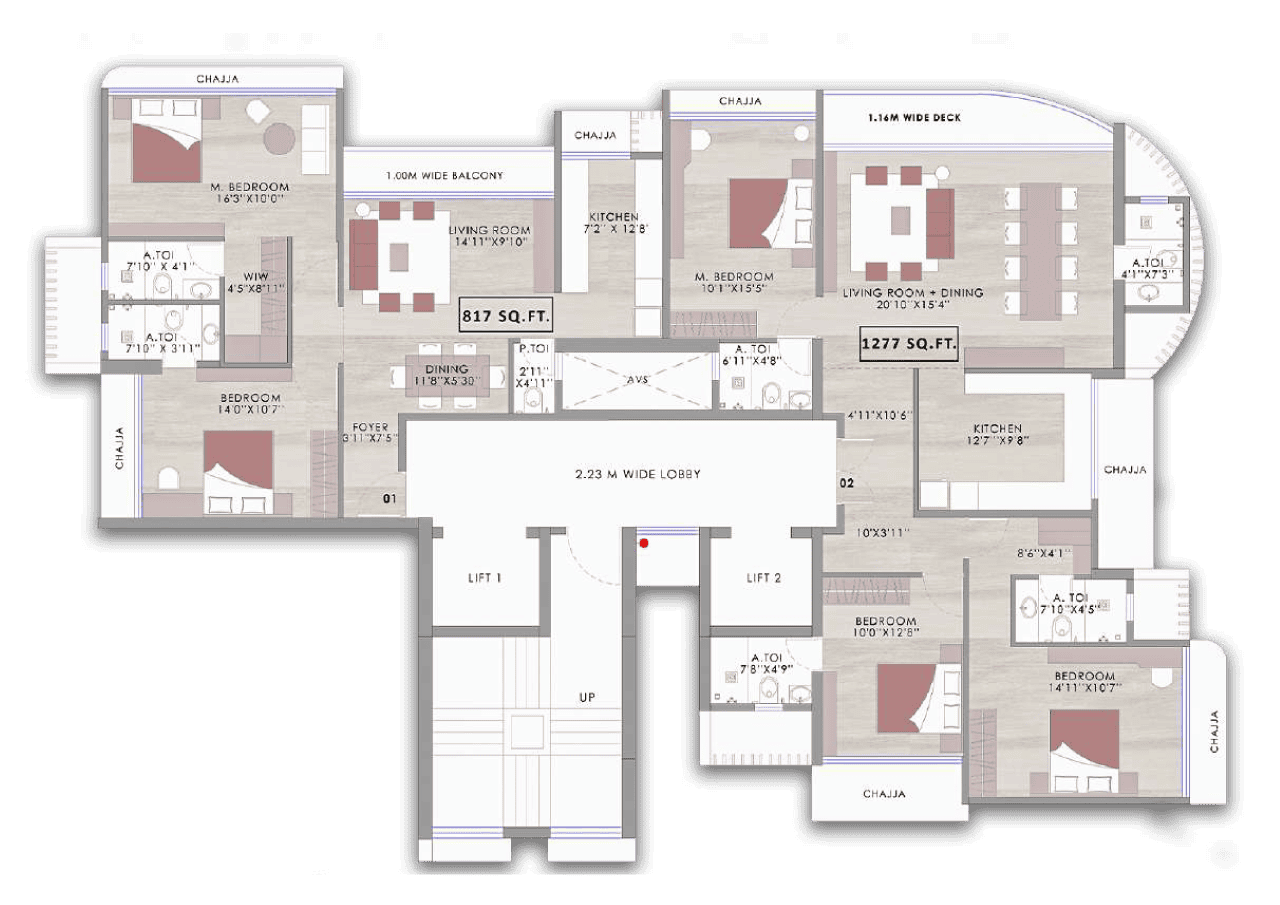 CHAJJA
M. BEDROOM
16'3"X10'0"
A.TOI
7'10" X 4'1"
WIW
4'5"X8'11"
A.TOI
7'10" X 3'11"
BEDROOM
14'0"X10'7"
CHAJJA
1.00M WIDE BALCONY
LIVING ROOM
14'11"X9'10"
817 SQ.FT.
CHAJJA
KITCHEN
7'2" X 12'8'
DINING
11'8"X5'30"
P.TOI
2'11"
X4'11"
FOYER
3'11"X7'5"
01
AVS
2.23 M WIDE LOBBY
LIFT 1
UP
LIFT 2
CHAJJA
M. BEDROOM
10'1"X15'5"
A. TOI
6'11"X4'8"
1.16M WIDE DECK
LIVING ROOM + DINING
20'10"X15'4"
1277 SQ.FT.
A.TOI
4'1"X7'3"
4'11"X10'6"
KITCHEN
12'7"X9'8"
CHAJJA
02
10'X3'11"
8'6"X4'1"
A. TOI
7'10"X4'5"
BEDROOM
10'0"X12'8"
A.TOI
7'8"X4'9"
BEDROOM
14'11"X10'7"
CHAJJA
CHAJJA